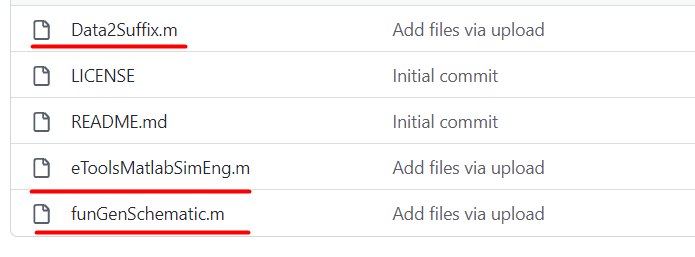 Data2Suffix.m Add files via upload
LICENSE Initial commit
README.md Initial commit
eToolsMatlabSimEng.m Add files via upload
funGenSchematic.m Add files via upload